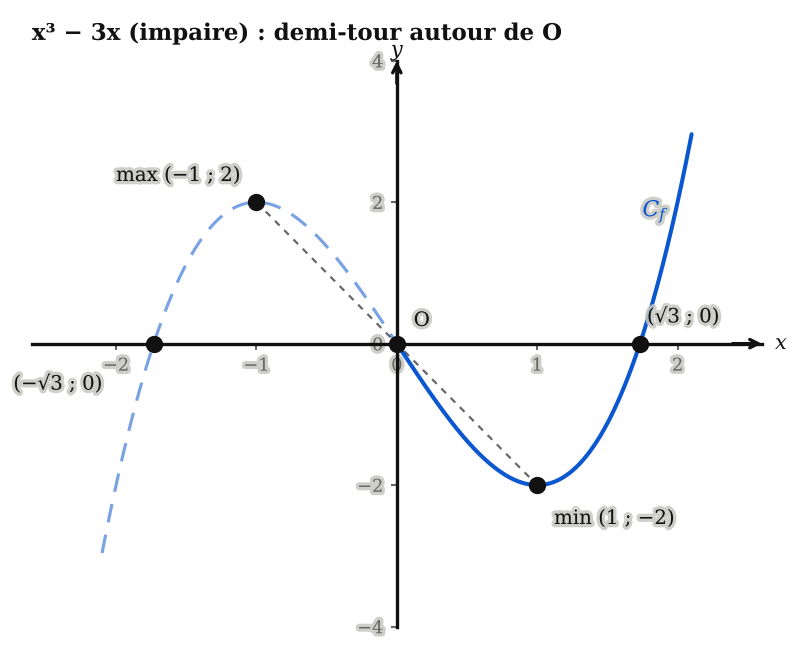 x³ − 3x (impaire) : demi-tour autour de O
y
4
max (−1 ; 2)
2
C_f
O
(√3 ; 0)
0
x
−2
−1
0
1
2
(−√3 ; 0)
−2
min (1 ; −2)
−4